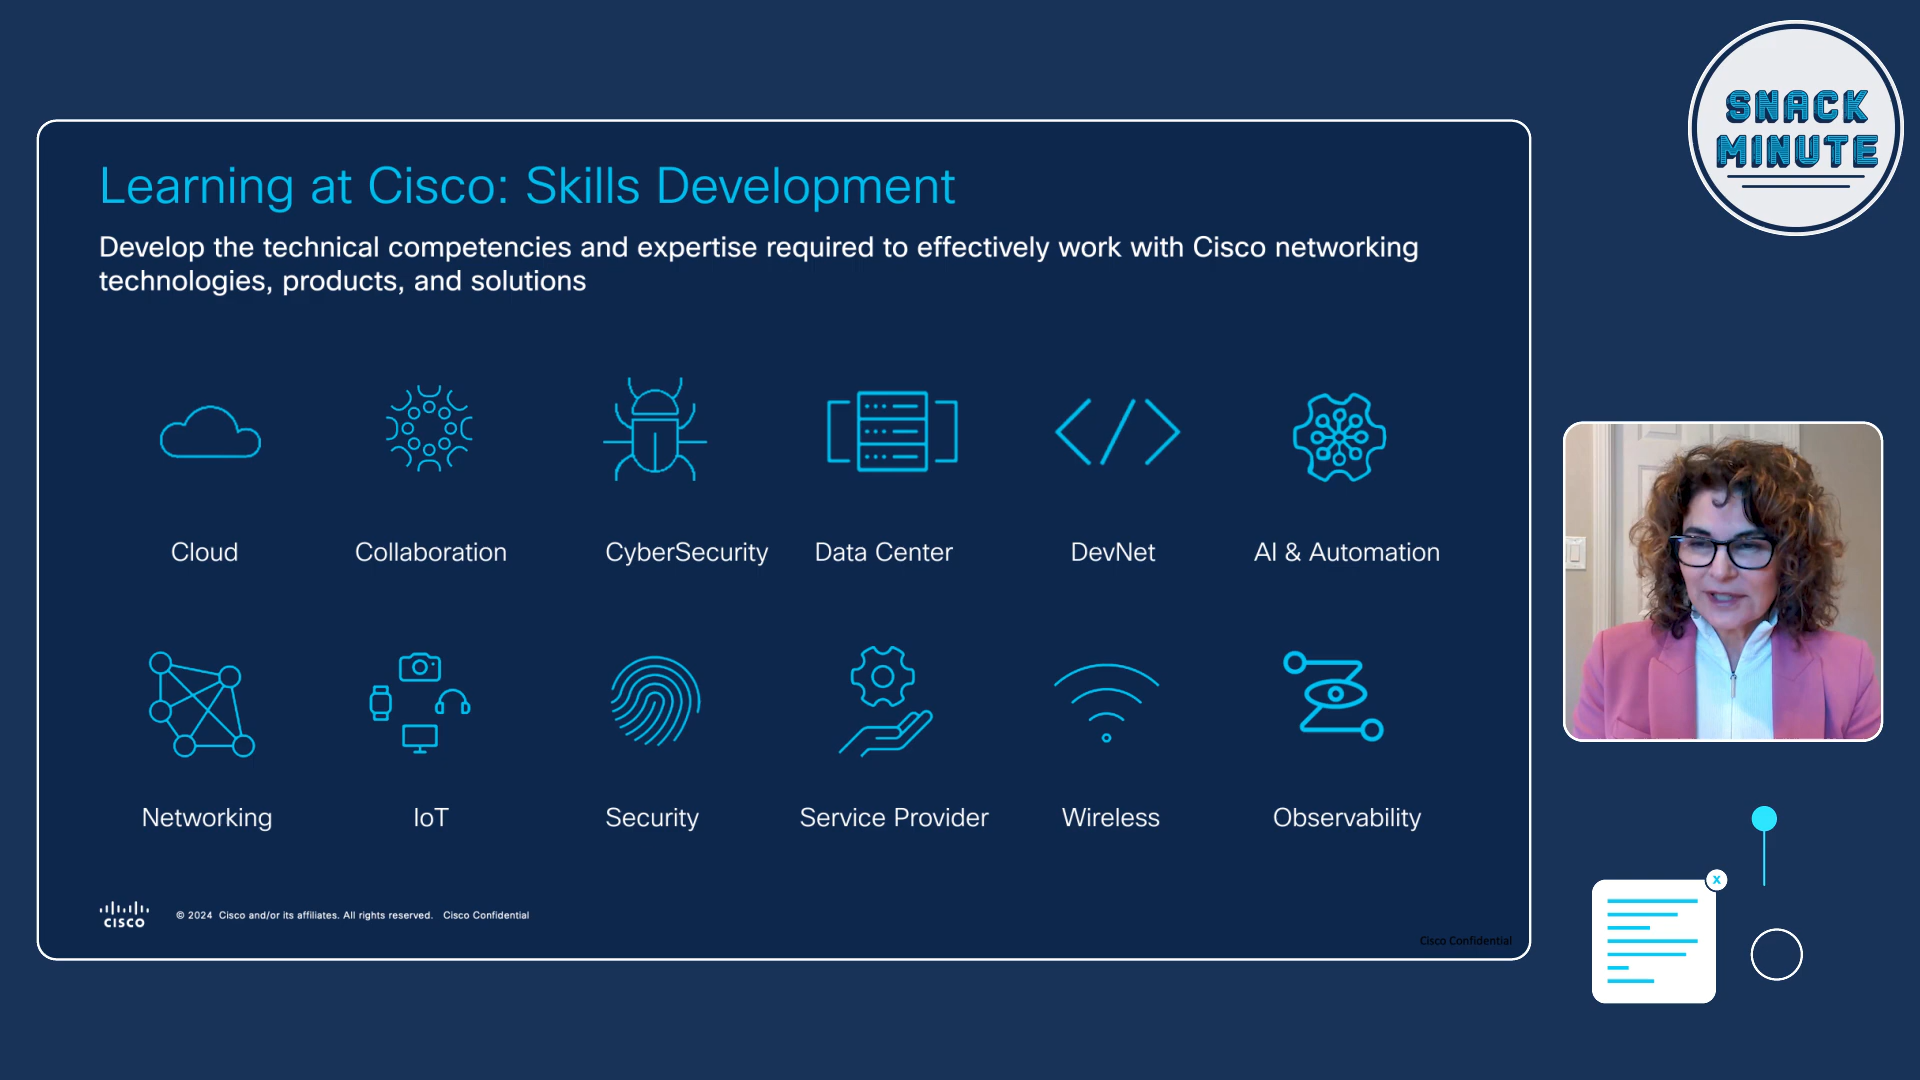 SNACK
MINUTE
Learning at Cisco: Skills Development
Develop the technical competencies and expertise required to effectively work with Cisco networking
technologies, products, and solutions
Cloud
Collaboration
CyberSecurity
Data Center
DevNet
AI & Automation
Networking
IoT
Security
Service Provider
Wireless
Observability
CISCO
© 2024 Cisco and/or its affiliates. All rights reserved. Cisco Confidential
Cisco Confidential
X